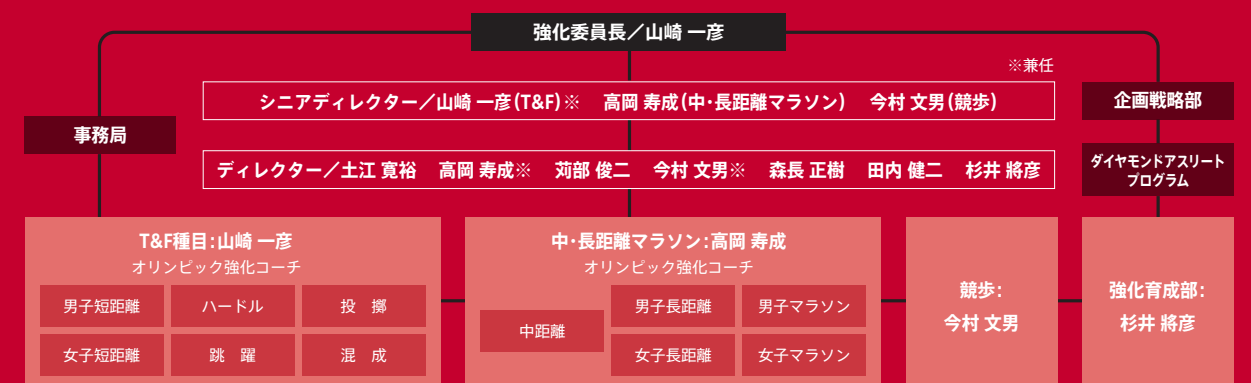 強化委員長／山崎 一彦
※兼任
シニアディレクター／山崎 一彦（T&F）※　高岡 寿成（中・長距離マラソン）　今村 文男（競歩）
企画戦略部
事務局
ディレクター／土江 寛裕　高岡 寿成※　苅部 俊二　今村 文男※　森長 正樹　田内 健二　杉井 將彦
ダイヤモンドアスリート
プログラム
T&F種目：山崎 一彦
オリンピック強化コーチ
男子短距離　ハードル　投　擲
女子短距離　跳　躍　混　成
中・長距離マラソン：高岡 寿成
オリンピック強化コーチ
中距離
男子長距離　男子マラソン
女子長距離　女子マラソン
競歩：
今村 文男
強化育成部：
杉井 將彦